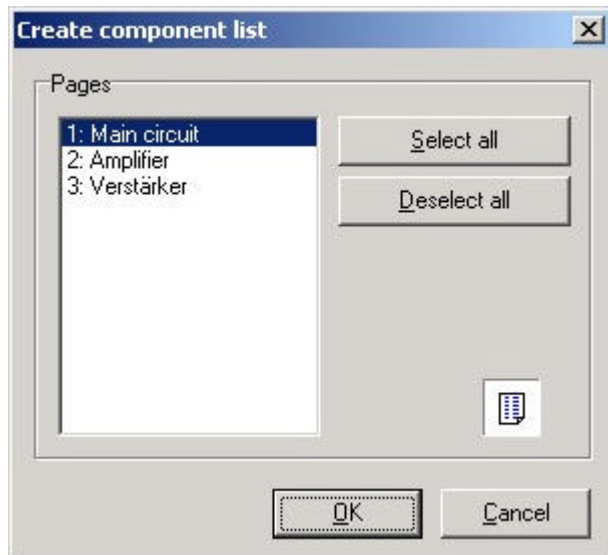 Create component list
Pages
1: Main circuit
2: Amplifier
3: Verstärker
Select all
Deselect all
OK
Cancel